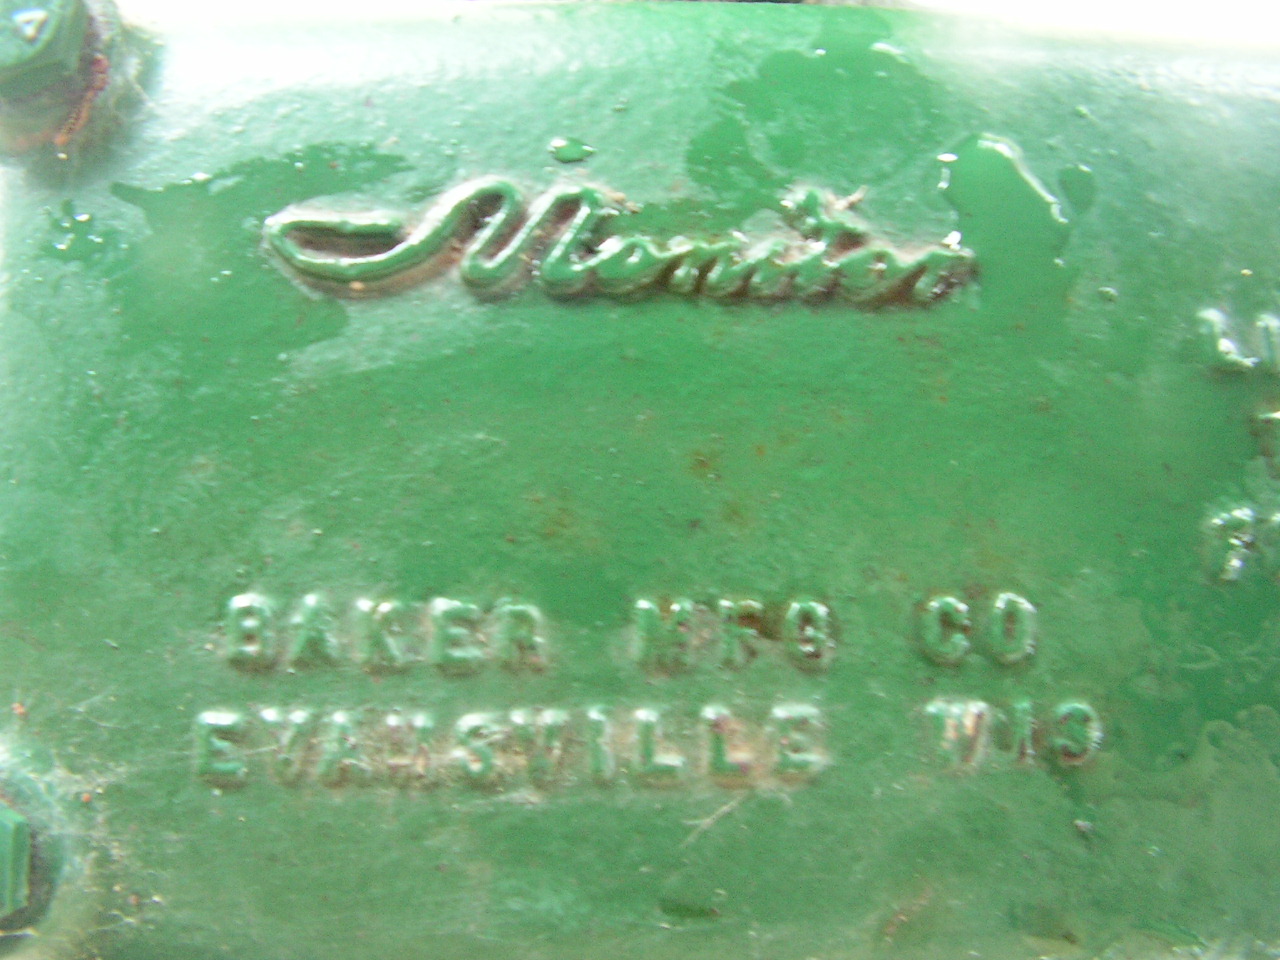 Monitor
BAKER MFG CO
EVANSVILLE WIS